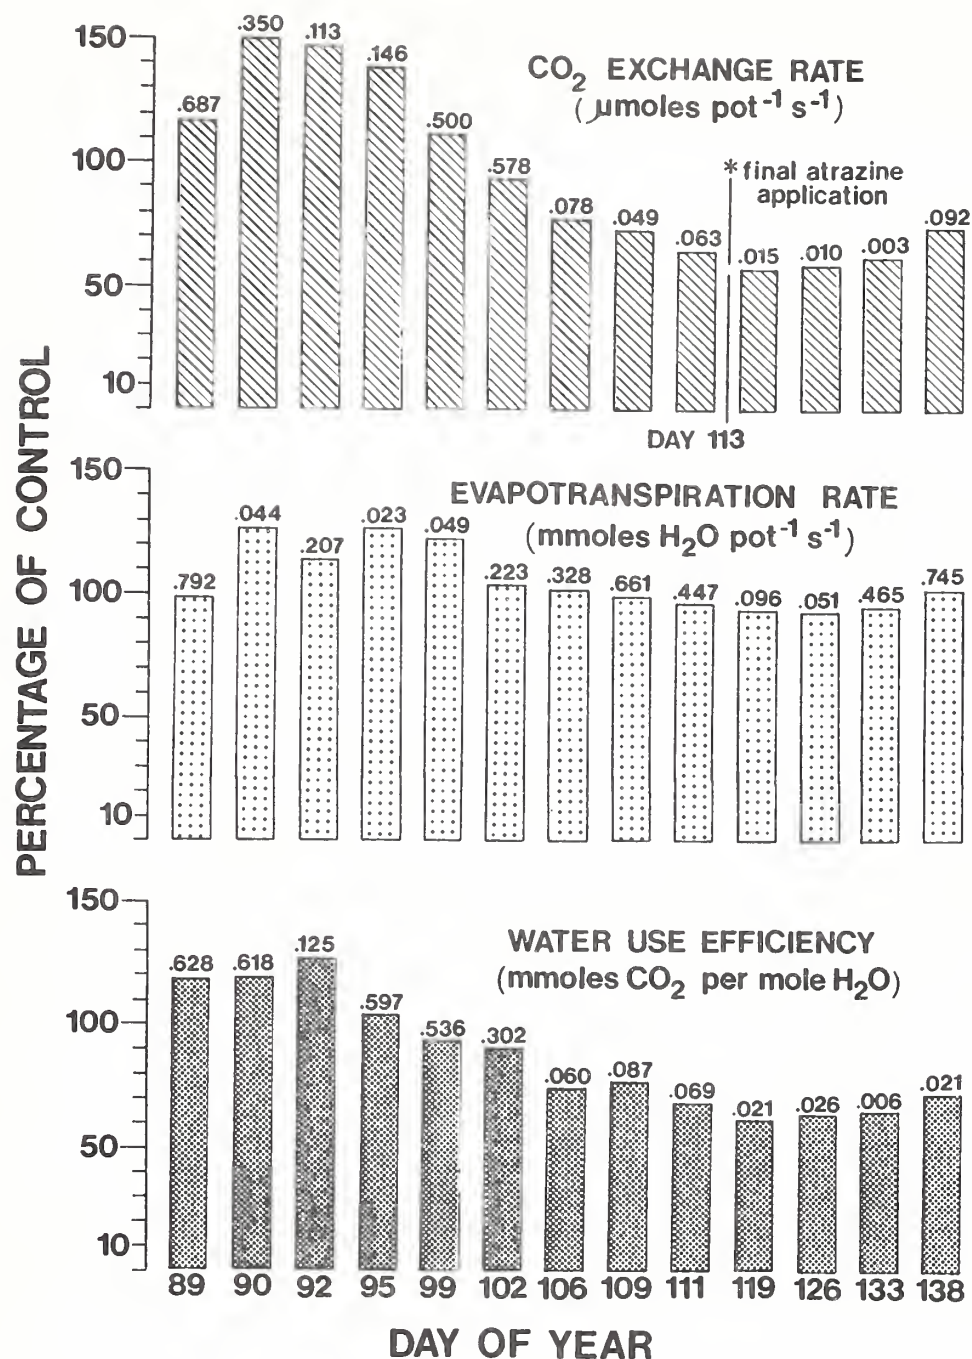 PERCENTAGE OF CONTROL
CO₂ EXCHANGE RATE
(µmoles pot⁻¹ s⁻¹)
150
100
50
10
.687 .350 .113 .146 .500 .578 .078 .049 .063 .015 .010 .003 .092
* final atrazine
application
DAY 113
EVAPOTRANSPIRATION RATE
(mmoles H₂O pot⁻¹ s⁻¹)
150
100
50
10
.792 .044 .207 .023 .049 .223 .328 .661 .447 .096 .051 .465 .745
WATER USE EFFICIENCY
(mmoles CO₂ per mole H₂O)
150
100
50
10
.628 .618 .125 .597 .536 .302 .060 .087 .069 .021 .026 .006 .021
89 90 92 95 99 102 106 109 111 119 126 133 138
DAY OF YEAR